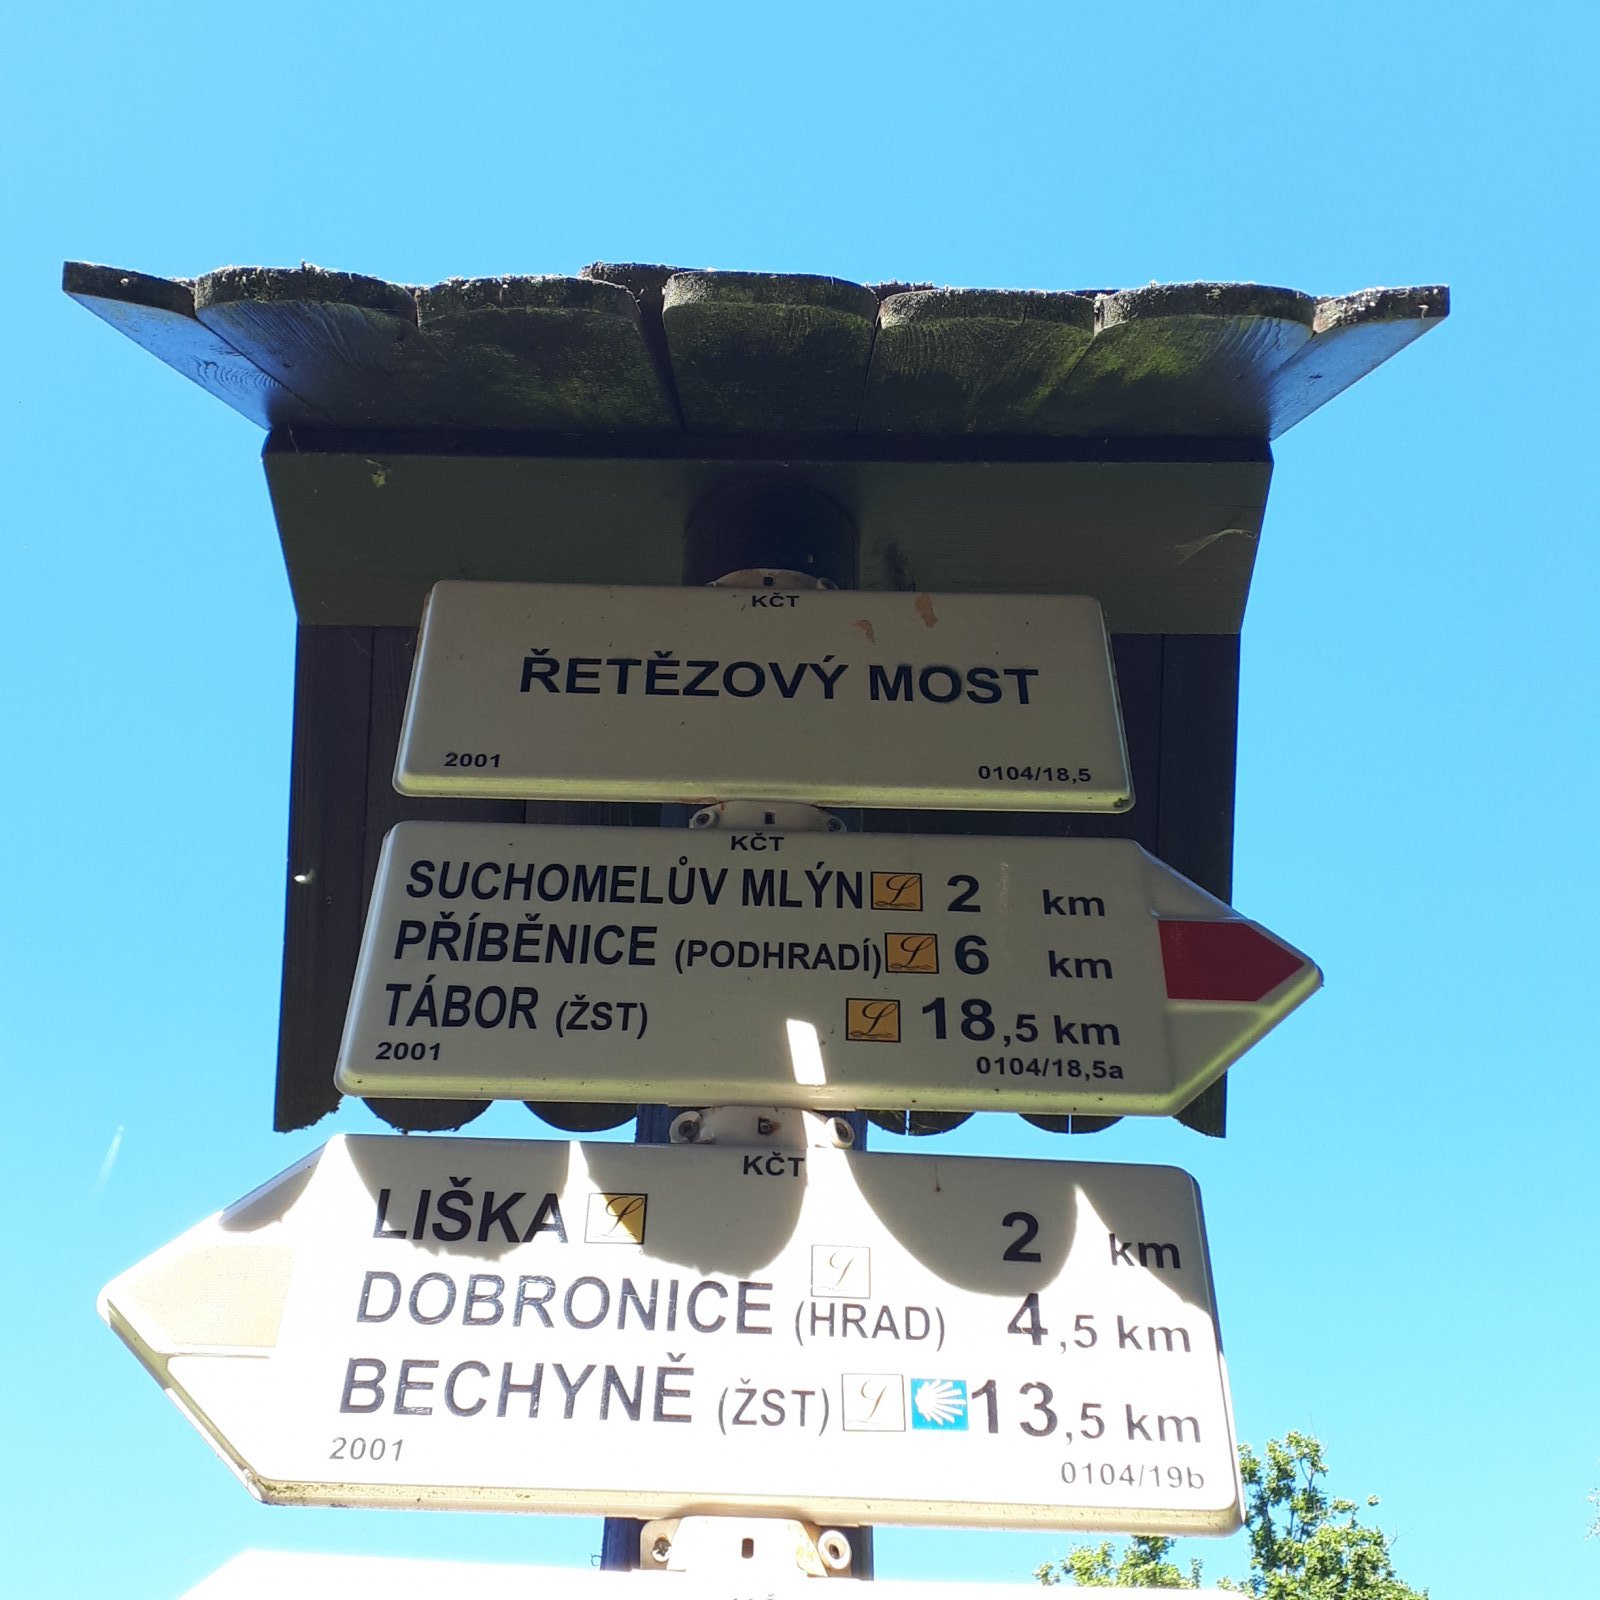 KČT
ŘETĚZOVÝ MOST
2001 0104/18,5
KČT
SUCHOMELŮV MLÝN L 2 km
PŘÍBĚNICE (PODHRADÍ) L 6 km
TÁBOR (ŽST) L 18,5 km
2001 0104/18,5a
KČT
LIŠKA L 2 km
DOBRONICE (HRAD) L 4,5 km
BECHYNĚ (ŽST) L 13,5 km
2001 0104/19b